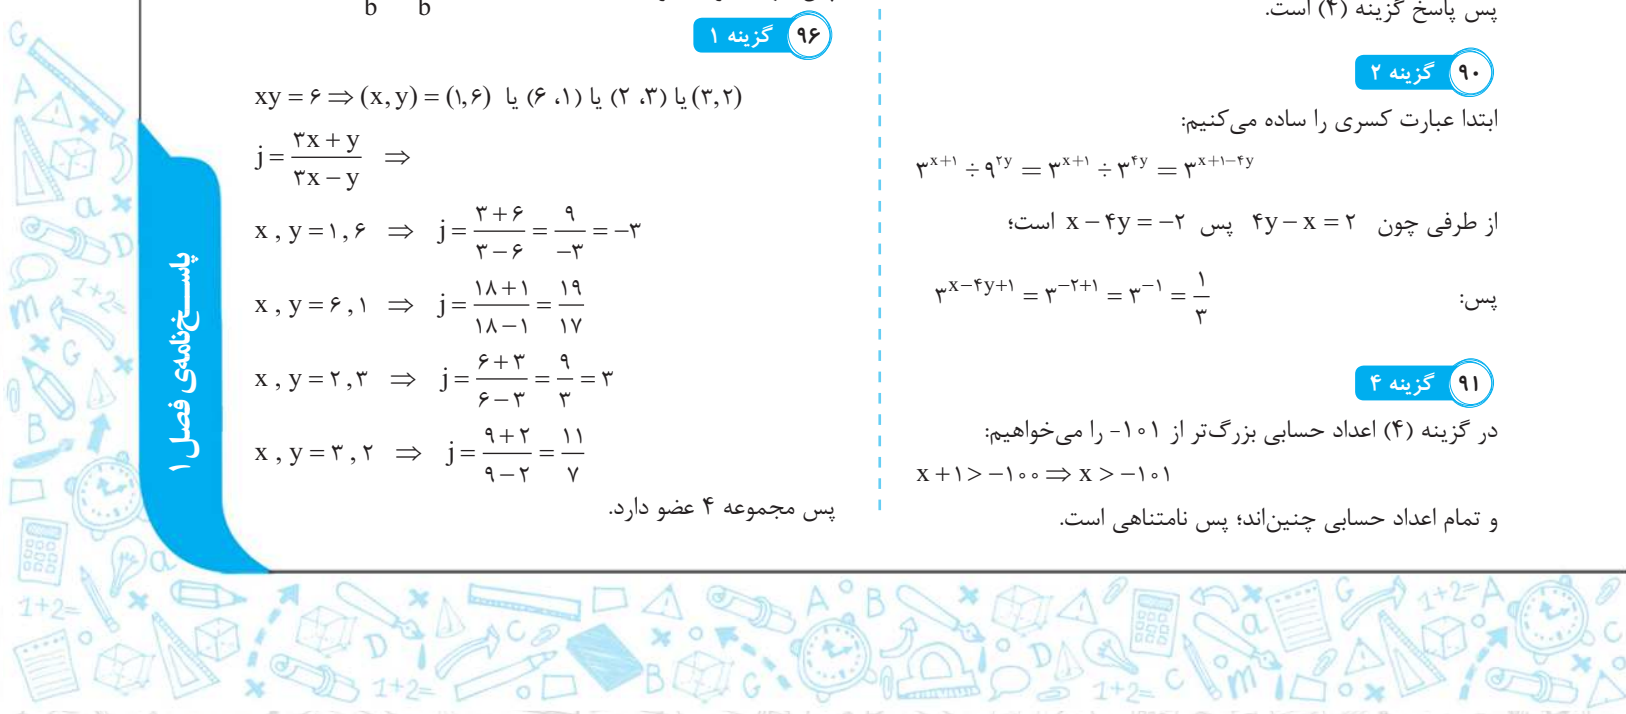 پس پاسخ گزینه (۴) است.
۹۰ گزینه ۲
ابتدا عبارت کسری را ساده می‌کنیم:
۳^{x+۱} ÷ ۹^{۲y} = ۳^{x+۱} ÷ ۳^{۴y} = ۳^{x+۱−۴y}
از طرفی چون ۴y − x = ۲ پس x − ۴y = −۲ است؛
پس: ۳^{x−۴y+۱} = ۳^{−۲+۱} = ۳^{−۱} = ۱/۳
۹۱ گزینه ۴
در گزینه (۴) اعداد حسابی بزرگ‌تر از ۱۰۱- را می‌خواهیم:
x + ۱ > −۱۰۰ ⇒ x > −۱۰۱
و تمام اعداد حسابی چنین‌اند؛ پس نامتناهی است.
b b
۹۶ گزینه ۱
xy = ۶ ⇒ (x, y) = (۱,۶) یا (۶ ،۱) یا (۲ ،۳) یا (۳,۲)
j = (۳x + y)/(۳x − y) ⇒
x , y = ۱, ۶ ⇒ j = (۳+۶)/(۳−۶) = ۹/−۳ = −۳
x , y = ۶ , ۱ ⇒ j = (۱۸+۱)/(۱۸−۱) = ۱۹/۱۷
x , y = ۲ , ۳ ⇒ j = (۶+۳)/(۶−۳) = ۹/۳ = ۳
x , y = ۳ , ۲ ⇒ j = (۹+۲)/(۹−۲) = ۱۱/۷
پس مجموعه ۴ عضو دارد.
پاسخ‌نامه‌ی فصل ۱